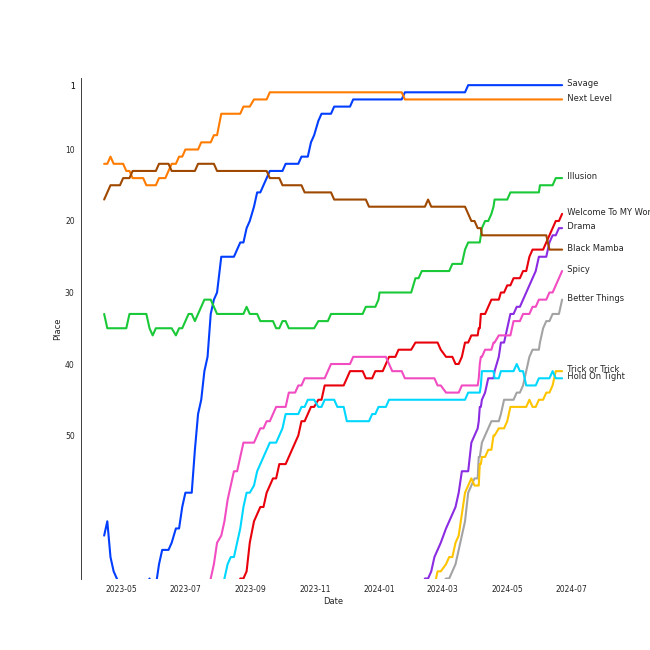 1
10
20
30
40
50
Place
Savage
Next Level
Illusion
Welcome To MY Wor
Drama
Black Mamba
Spicy
Better Things
Trick or Trick
Hold On Tight
2023-05
2023-07
2023-09
2023-11
2024-01
2024-03
2024-05
2024-07
Date